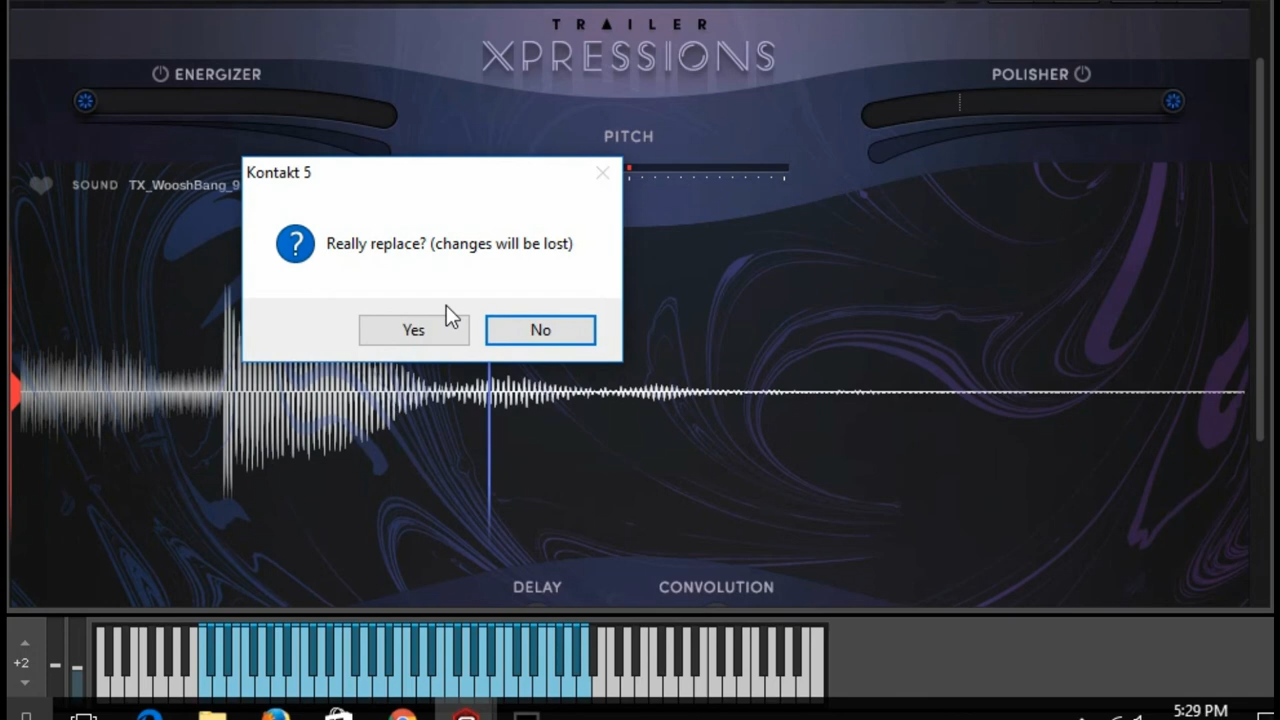 TRAILER
XPRESSIONS
ENERGIZER
POLISHER
PITCH
Kontakt 5
SOUND TX_WooshBang_9
Really replace? (changes will be lost)
Yes No
DELAY CONVOLUTION
+2
5:29 PM